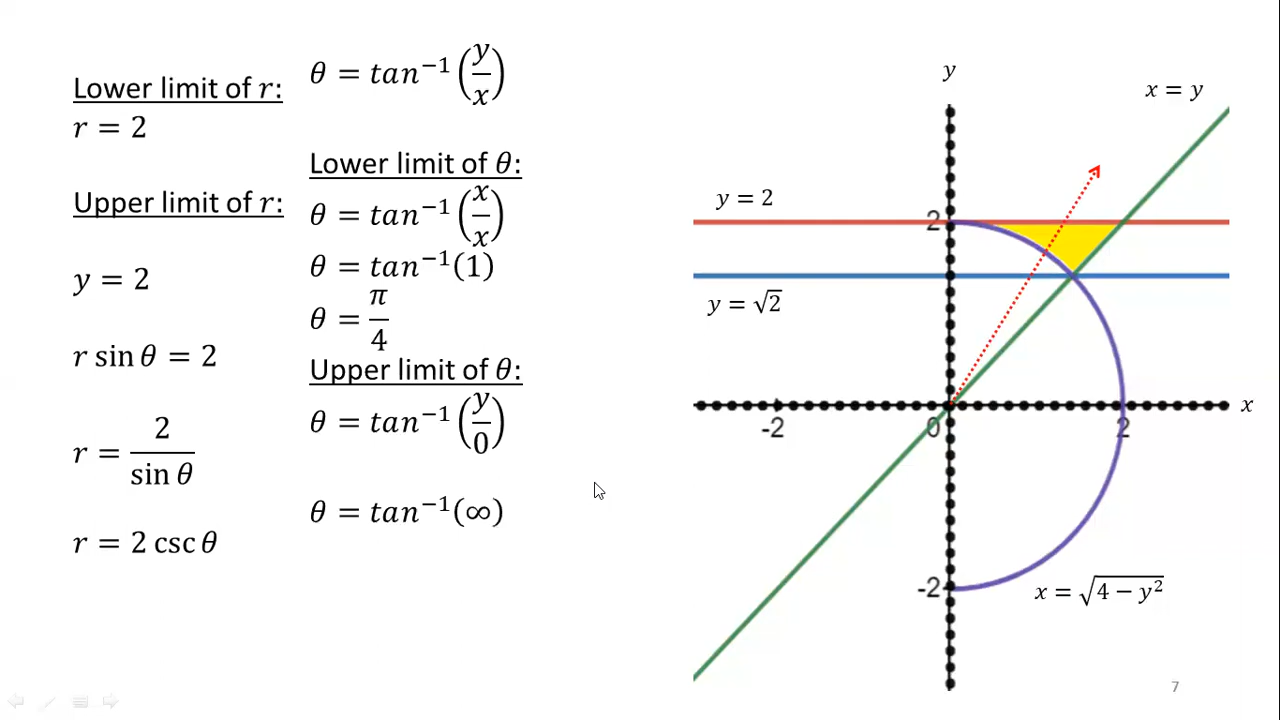 Lower limit of r:
r = 2
Upper limit of r:
y = 2
r sin θ = 2
r = 2 / sin θ
r = 2 csc θ
θ = tan⁻¹(y/x)
Lower limit of θ:
θ = tan⁻¹(x/x)
θ = tan⁻¹(1)
θ = π/4
Upper limit of θ:
θ = tan⁻¹(y/0)
θ = tan⁻¹(∞)
y
x = y
y = 2
2
y = √2
x
-2
0
2
-2
x = √(4 − y²)
7